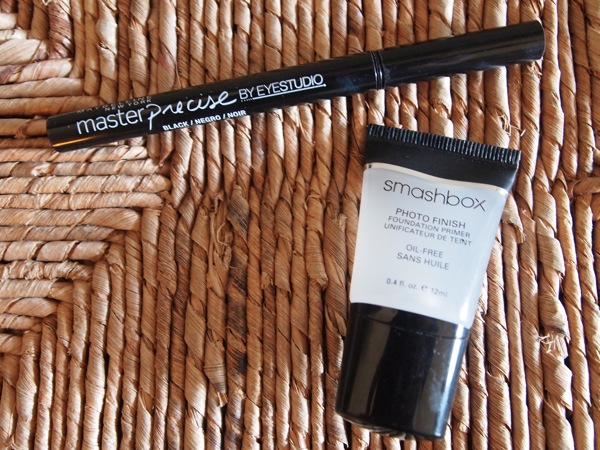 MAYBELLINE
NEW YORK
master precise BY EYESTUDIO
BLACK / NEGRO / NOIR
smashbox
PHOTO FINISH
FOUNDATION PRIMER
UNIFICATEUR DE TEINT
OIL-FREE
SANS HUILE
0.4 fl. oz. ℮ 12ml